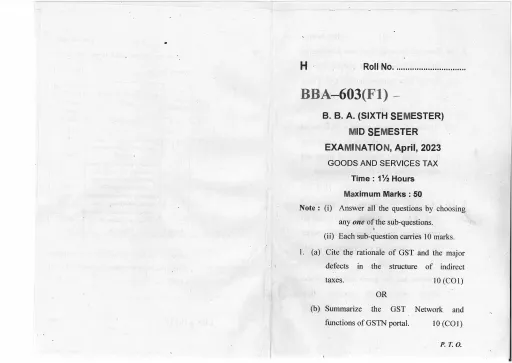 H Roll No. ..............................
BBA–603(F1) –
B. B. A. (SIXTH SEMESTER)
MID SEMESTER
EXAMINATION, April, 2023
GOODS AND SERVICES TAX
Time : 1½ Hours
Maximum Marks : 50
Note : (i) Answer all the questions by choosing
any one of the sub-questions.
(ii) Each sub-question carries 10 marks.
1. (a) Cite the rationale of GST and the major
defects in the structure of indirect
taxes. 10 (CO1)
OR
(b) Summarize the GST Network and
functions of GSTN portal. 10 (CO1)
P. T. O.